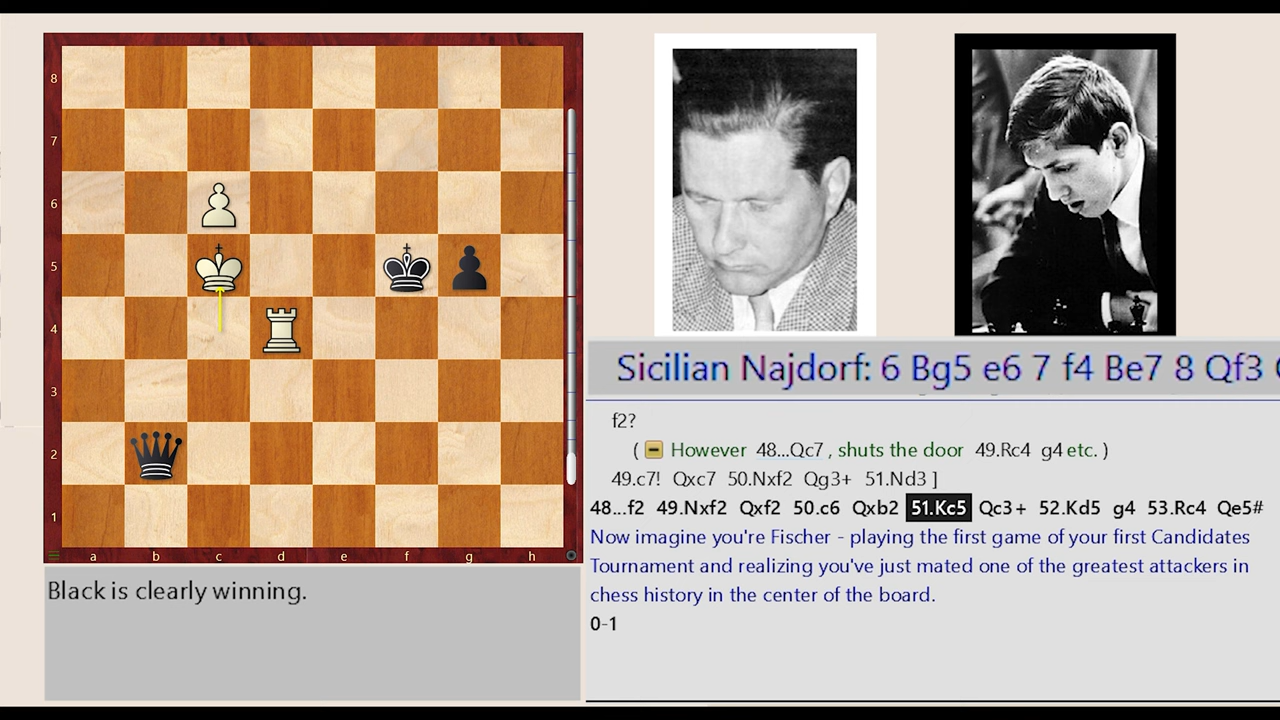 8
7
6
5
4
3
2
1
a b c d e f g h
Black is clearly winning.
Sicilian Najdorf: 6 Bg5 e6 7 f4 Be7 8 Qf3
f2?
( However 48...Qc7 , shuts the door 49.Rc4 g4 etc. )
49.c7! Qxc7 50.Nxf2 Qg3+ 51.Nd3 ]
48...f2 49.Nxf2 Qxf2 50.c6 Qxb2 51.Kc5 Qc3+ 52.Kd5 g4 53.Rc4 Qe5#
Now imagine you're Fischer - playing the first game of your first Candidates
Tournament and realizing you've just mated one of the greatest attackers in
chess history in the center of the board.
0-1